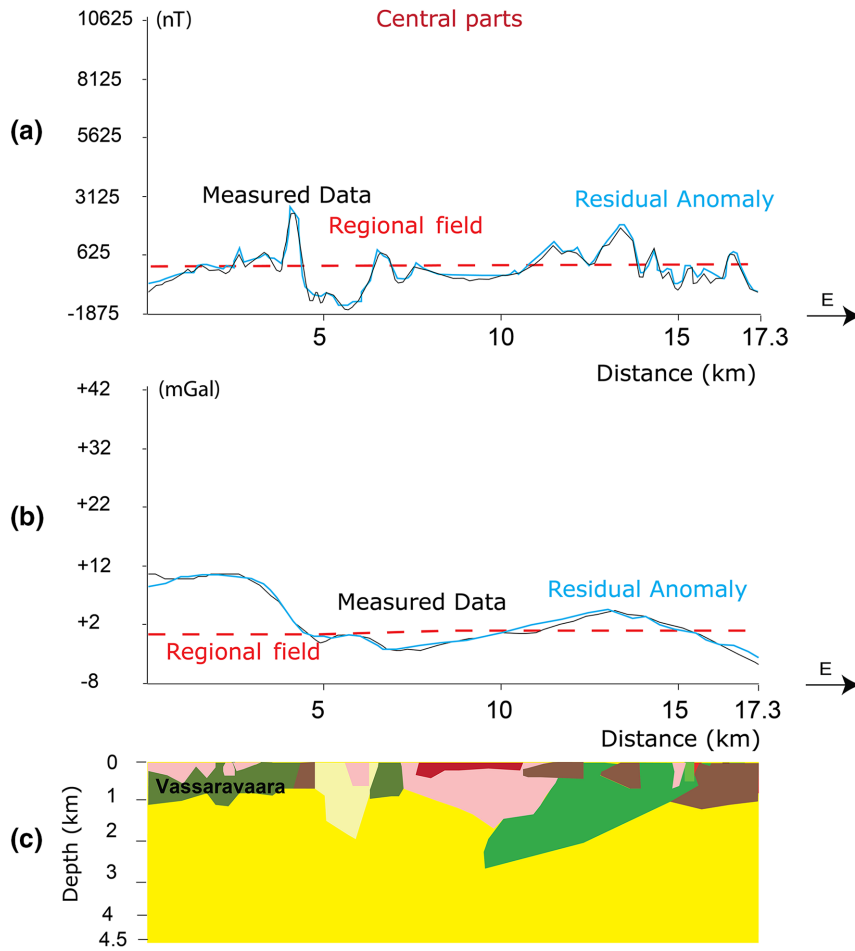 10625 (nT) Central parts
8125
(a)
5625
3125
Measured Data
Residual Anomaly
Regional field
625
-1875
E
5 10 15 17.3
Distance (km)
+42 (mGal)
+32
(b)
+22
+12
Residual Anomaly
Measured Data
+2
Regional field
-8
E
5 10 15 17.3
Distance (km)
0
Vassaravaara
1
(c)
Depth (km)
2
3
4
4.5